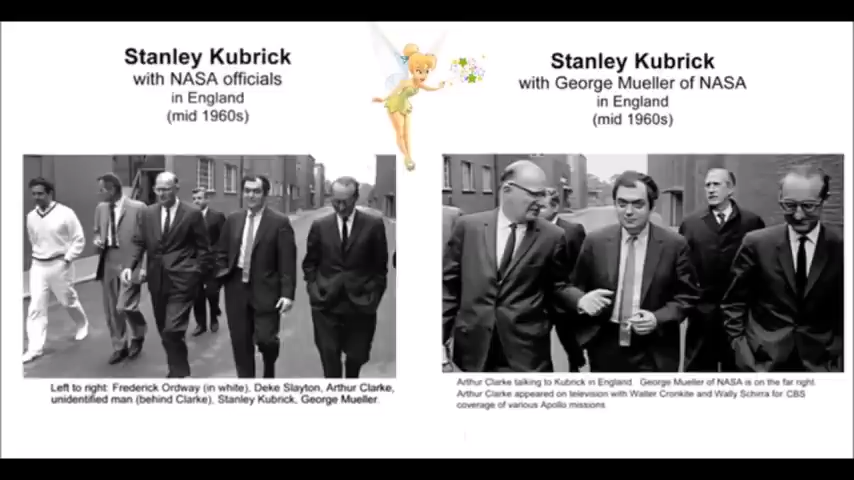 Stanley Kubrick
with NASA officials
in England
(mid 1960s)
Left to right: Frederick Ordway (in white), Deke Slayton, Arthur Clarke,
unidentified man (behind Clarke), Stanley Kubrick, George Mueller.
Stanley Kubrick
with George Mueller of NASA
in England
(mid 1960s)
Arthur Clarke talking to Kubrick in England. George Mueller of NASA is on the far right.
Arthur Clarke appeared on television with Walter Cronkite and Wally Schirra for CBS
coverage of various Apollo missions